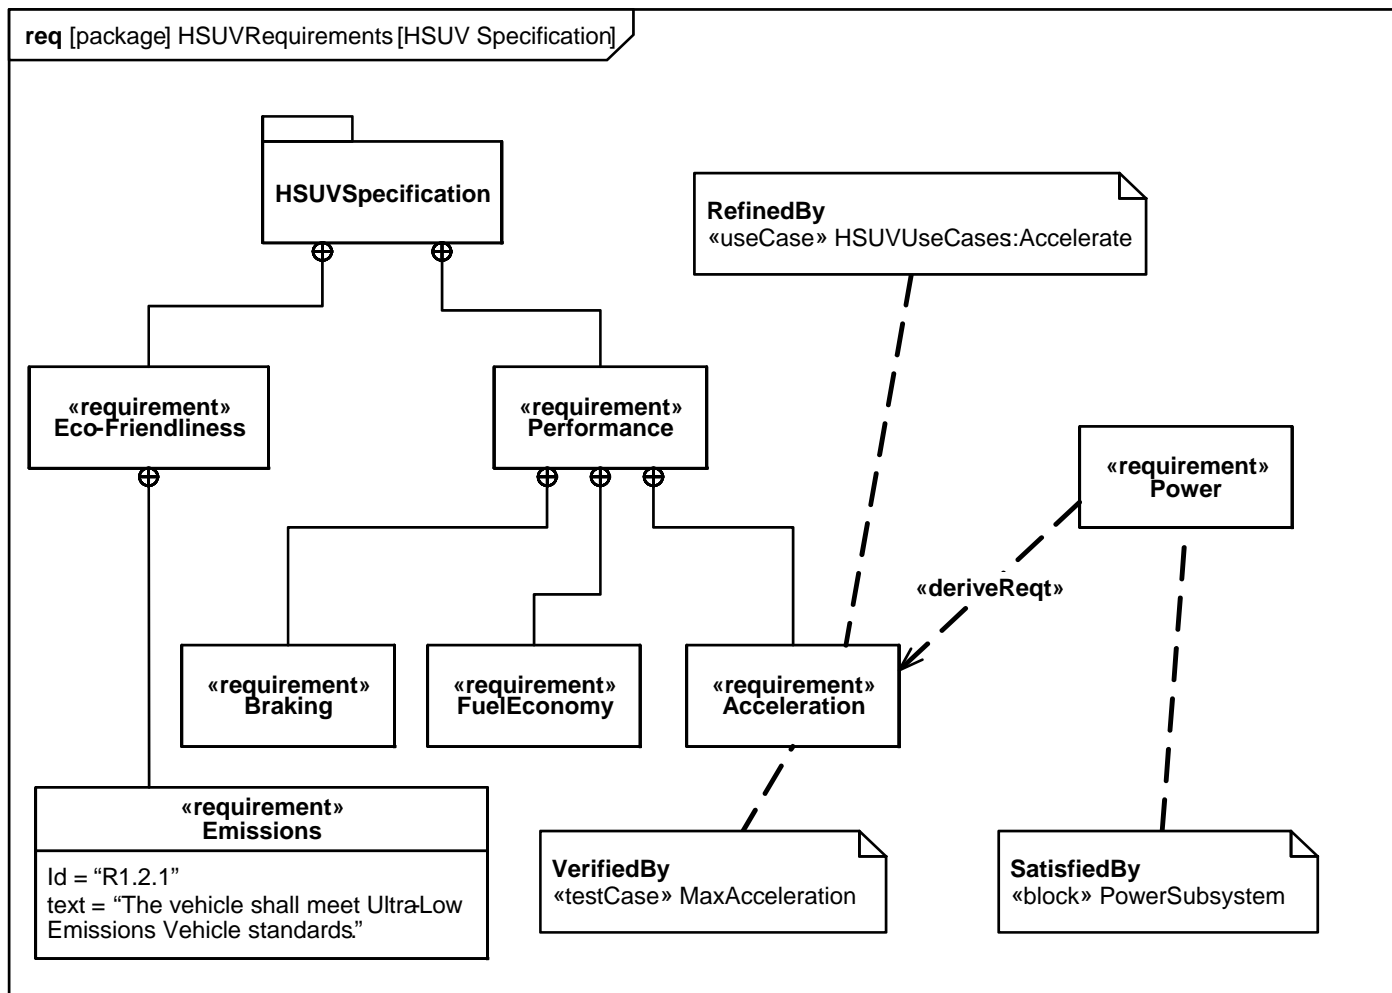 req [package] HSUVRequirements [HSUV Specification]
HSUVSpecification
RefinedBy
«useCase» HSUVUseCases::Accelerate
«requirement»
Eco-Friendliness
«requirement»
Performance
«requirement»
Power
«deriveReqt»
«requirement»
Braking
«requirement»
FuelEconomy
«requirement»
Acceleration
«requirement»
Emissions
Id = “R1.2.1”
text = “The vehicle shall meet Ultra-Low
Emissions Vehicle standards.”
VerifiedBy
«testCase» MaxAcceleration
SatisfiedBy
«block» PowerSubsystem